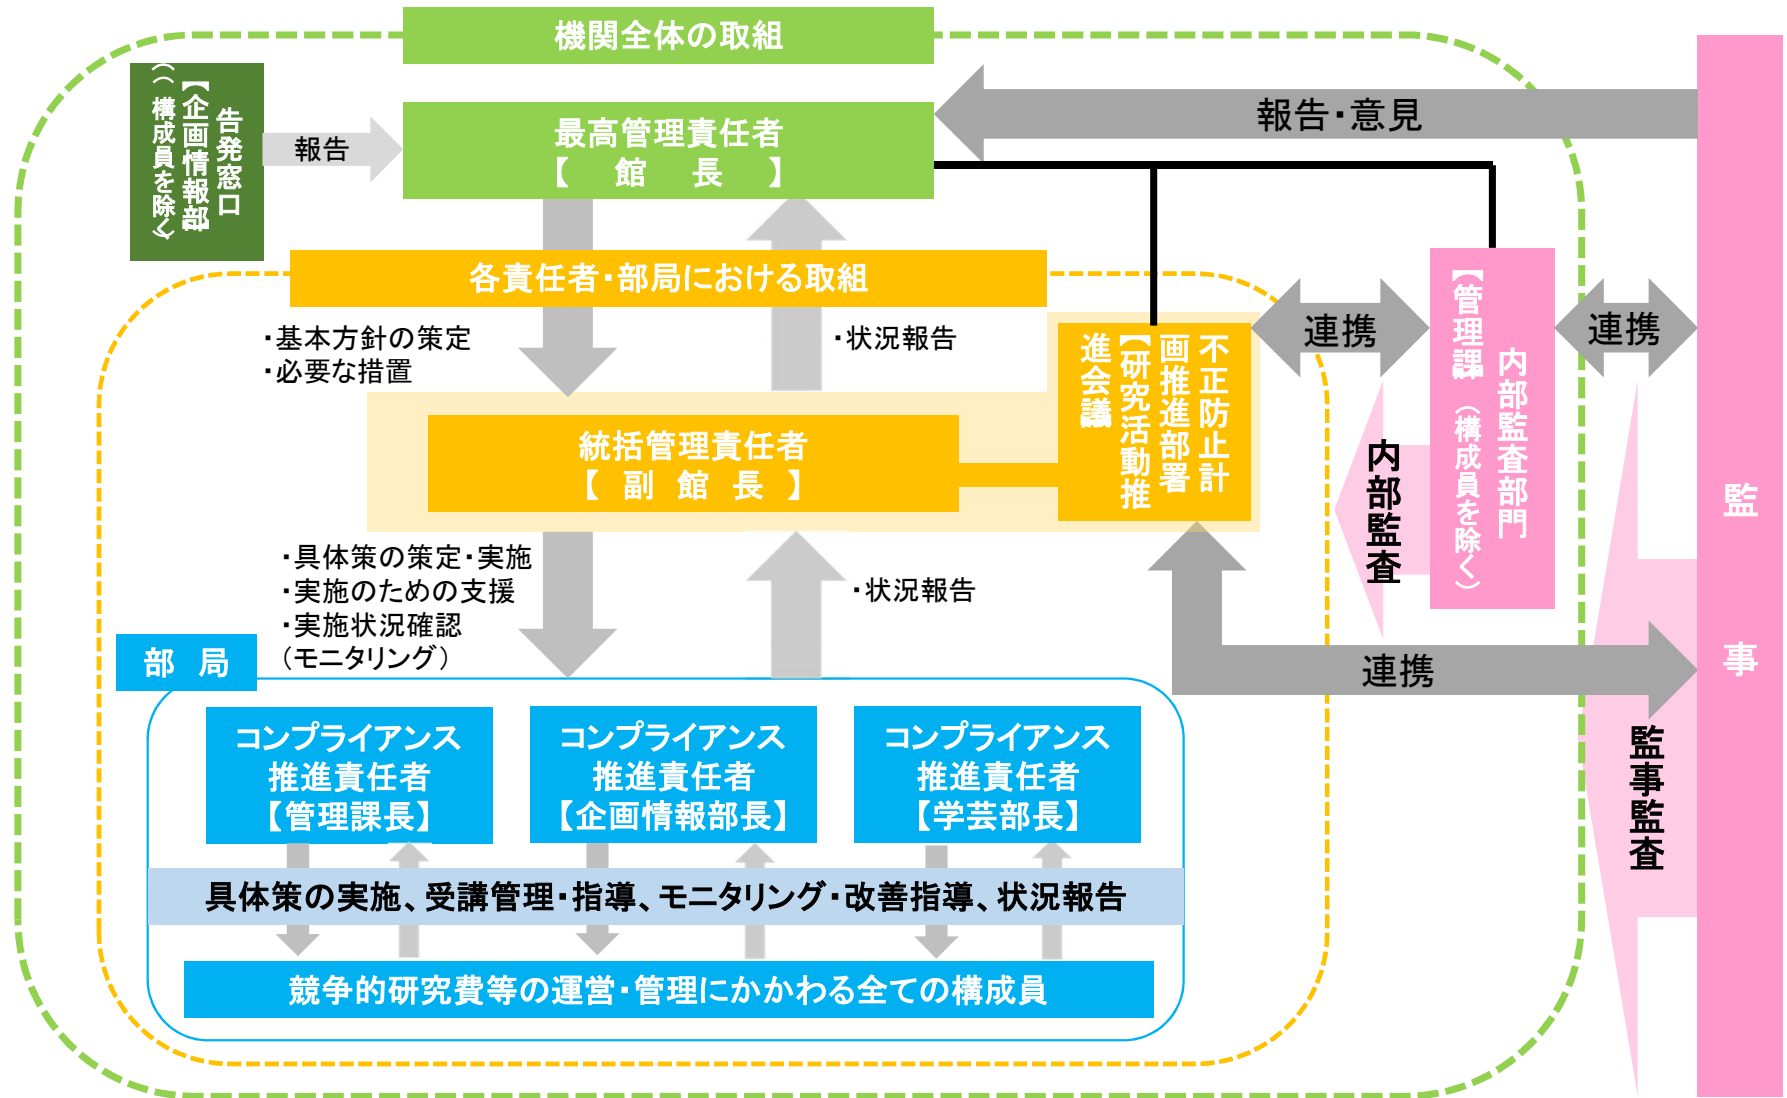 機関全体の取組
告発窓口
【企画情報部】
（構成員を除く）
報告
最高管理責任者
【　館　長　】
報告・意見
各責任者・部局における取組
・基本方針の策定
・必要な措置
・状況報告
統括管理責任者
【　副　館　長　】
不正防止計
画推進部署
【研究活動推
進会議】
連携
内部監査部門
【管理課】（構成員を除く）
連携
内部監査
監事
・具体策の策定・実施
・実施のための支援
・実施状況確認
（モニタリング）
・状況報告
連携
監事監査
部　局
コンプライアンス
推進責任者
【管理課長】
コンプライアンス
推進責任者
【企画情報部長】
コンプライアンス
推進責任者
【学芸部長】
具体策の実施、受講管理・指導、モニタリング・改善指導、状況報告
競争的研究費等の運営・管理にかかわる全ての構成員